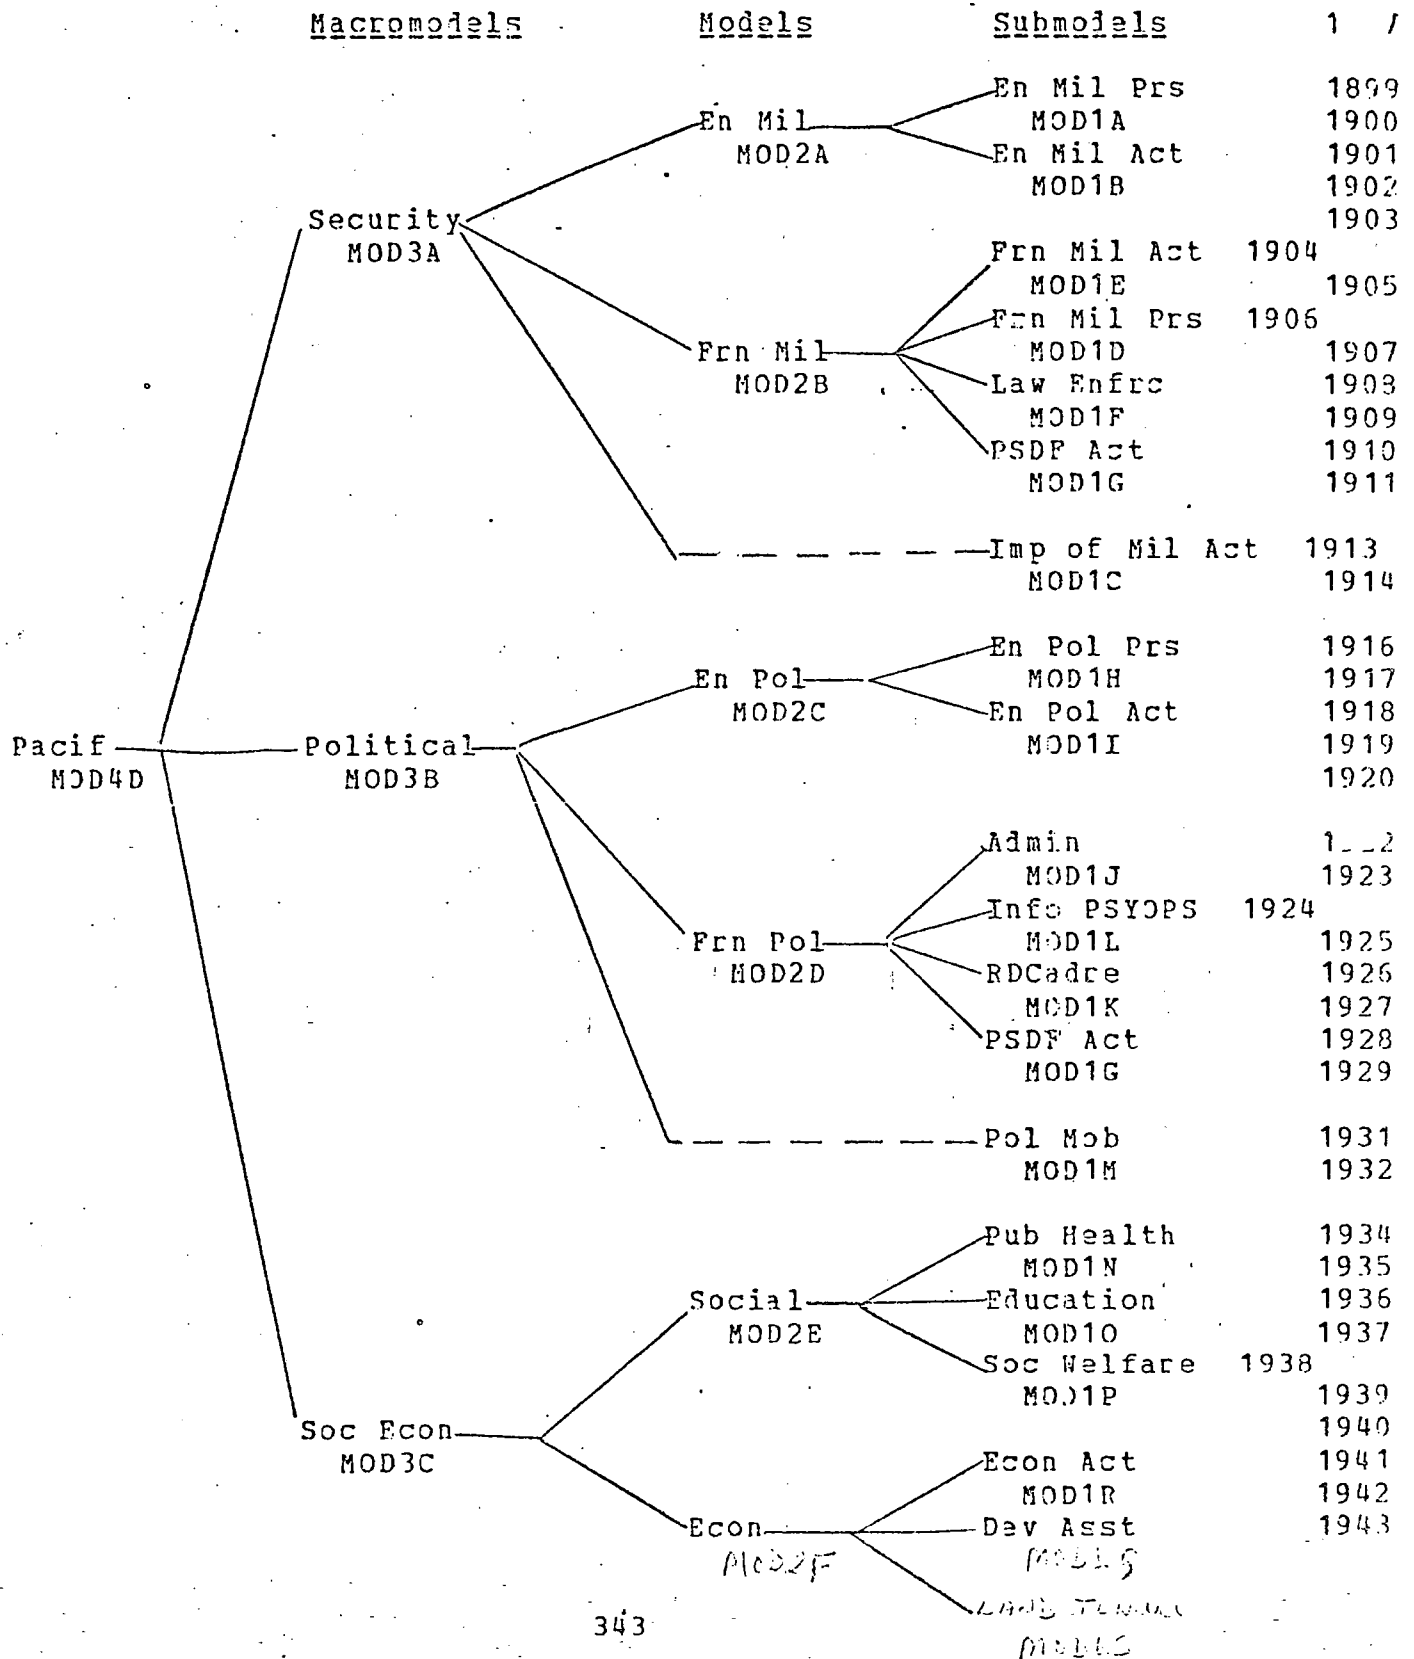 Macromodels Models Submodels 1 /
En Mil Prs 1899
En Mil MOD1A 1900
MOD2A En Mil Act 1901
MOD1B 1902
Security 1903
MOD3A Frn Mil Act 1904
MOD1E 1905
Frn Mil Prs 1906
Frn Mil MOD1D 1907
MOD2B Law Enfrc 1908
MOD1F 1909
PSDF Act 1910
MOD1G 1911
Imp of Mil Act 1913
MOD1C 1914
En Pol Prs 1916
En Pol MOD1H 1917
MOD2C En Pol Act 1918
Pacif Political MOD1I 1919
MOD4D MOD3B 1920
Admin
MOD1J 1923
Info PSYOPS 1924
Frn Pol MOD1L 1925
MOD2D RDCadre 1926
MOD1K 1927
PSDF Act 1928
MOD1G 1929
Pol Mob 1931
MOD1M 1932
Pub Health 1934
MOD1N 1935
Social Education 1936
MOD2E MOD1O 1937
Soc Welfare 1938
MOD1P 1939
Soc Econ 1940
MOD3C Econ Act 1941
MOD1R 1942
Econ Dev Asst 1943
MOD2F
343 LAND